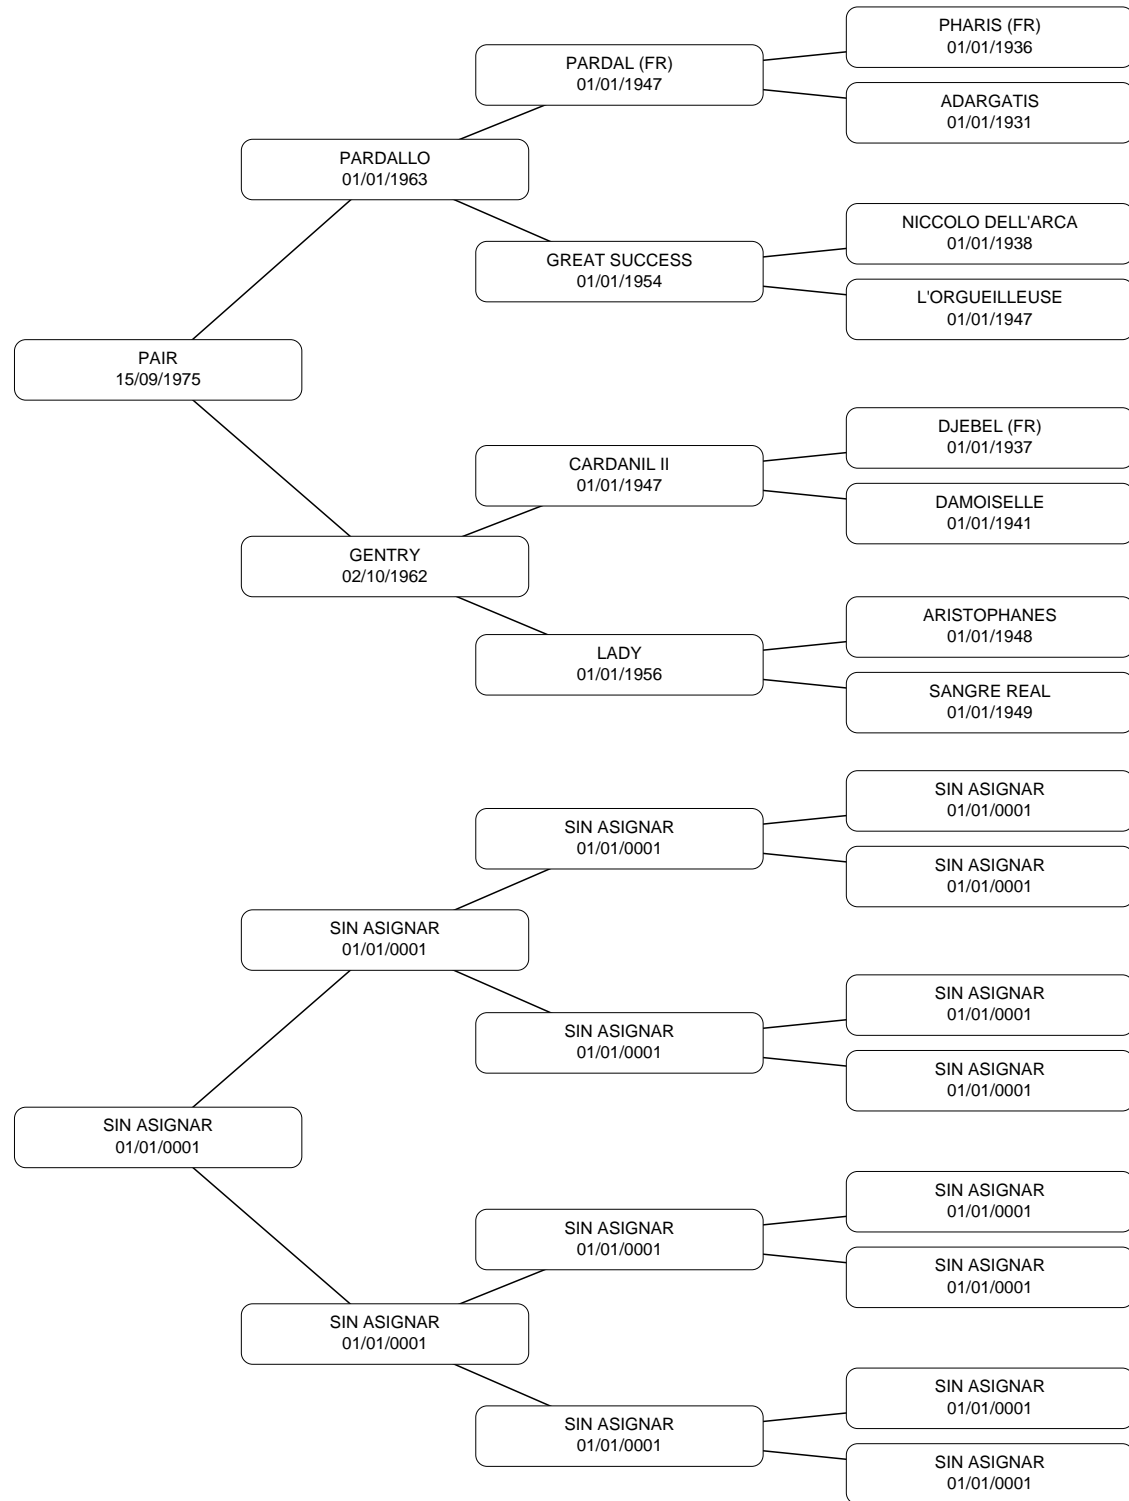 PHARIS (FR)
01/01/1936
PARDAL (FR)
01/01/1947
ADARGATIS
01/01/1931
PARDALLO
01/01/1963
NICCOLO DELL'ARCA
01/01/1938
GREAT SUCCESS
01/01/1954
L'ORGUEILLEUSE
01/01/1947
PAIR
15/09/1975
DJEBEL (FR)
01/01/1937
CARDANIL II
01/01/1947
DAMOISELLE
01/01/1941
GENTRY
02/10/1962
ARISTOPHANES
01/01/1948
LADY
01/01/1956
SANGRE REAL
01/01/1949
SIN ASIGNAR
01/01/0001
SIN ASIGNAR
01/01/0001
SIN ASIGNAR
01/01/0001
SIN ASIGNAR
01/01/0001
SIN ASIGNAR
01/01/0001
SIN ASIGNAR
01/01/0001
SIN ASIGNAR
01/01/0001
SIN ASIGNAR
01/01/0001
SIN ASIGNAR
01/01/0001
SIN ASIGNAR
01/01/0001
SIN ASIGNAR
01/01/0001
SIN ASIGNAR
01/01/0001
SIN ASIGNAR
01/01/0001
SIN ASIGNAR
01/01/0001
SIN ASIGNAR
01/01/0001